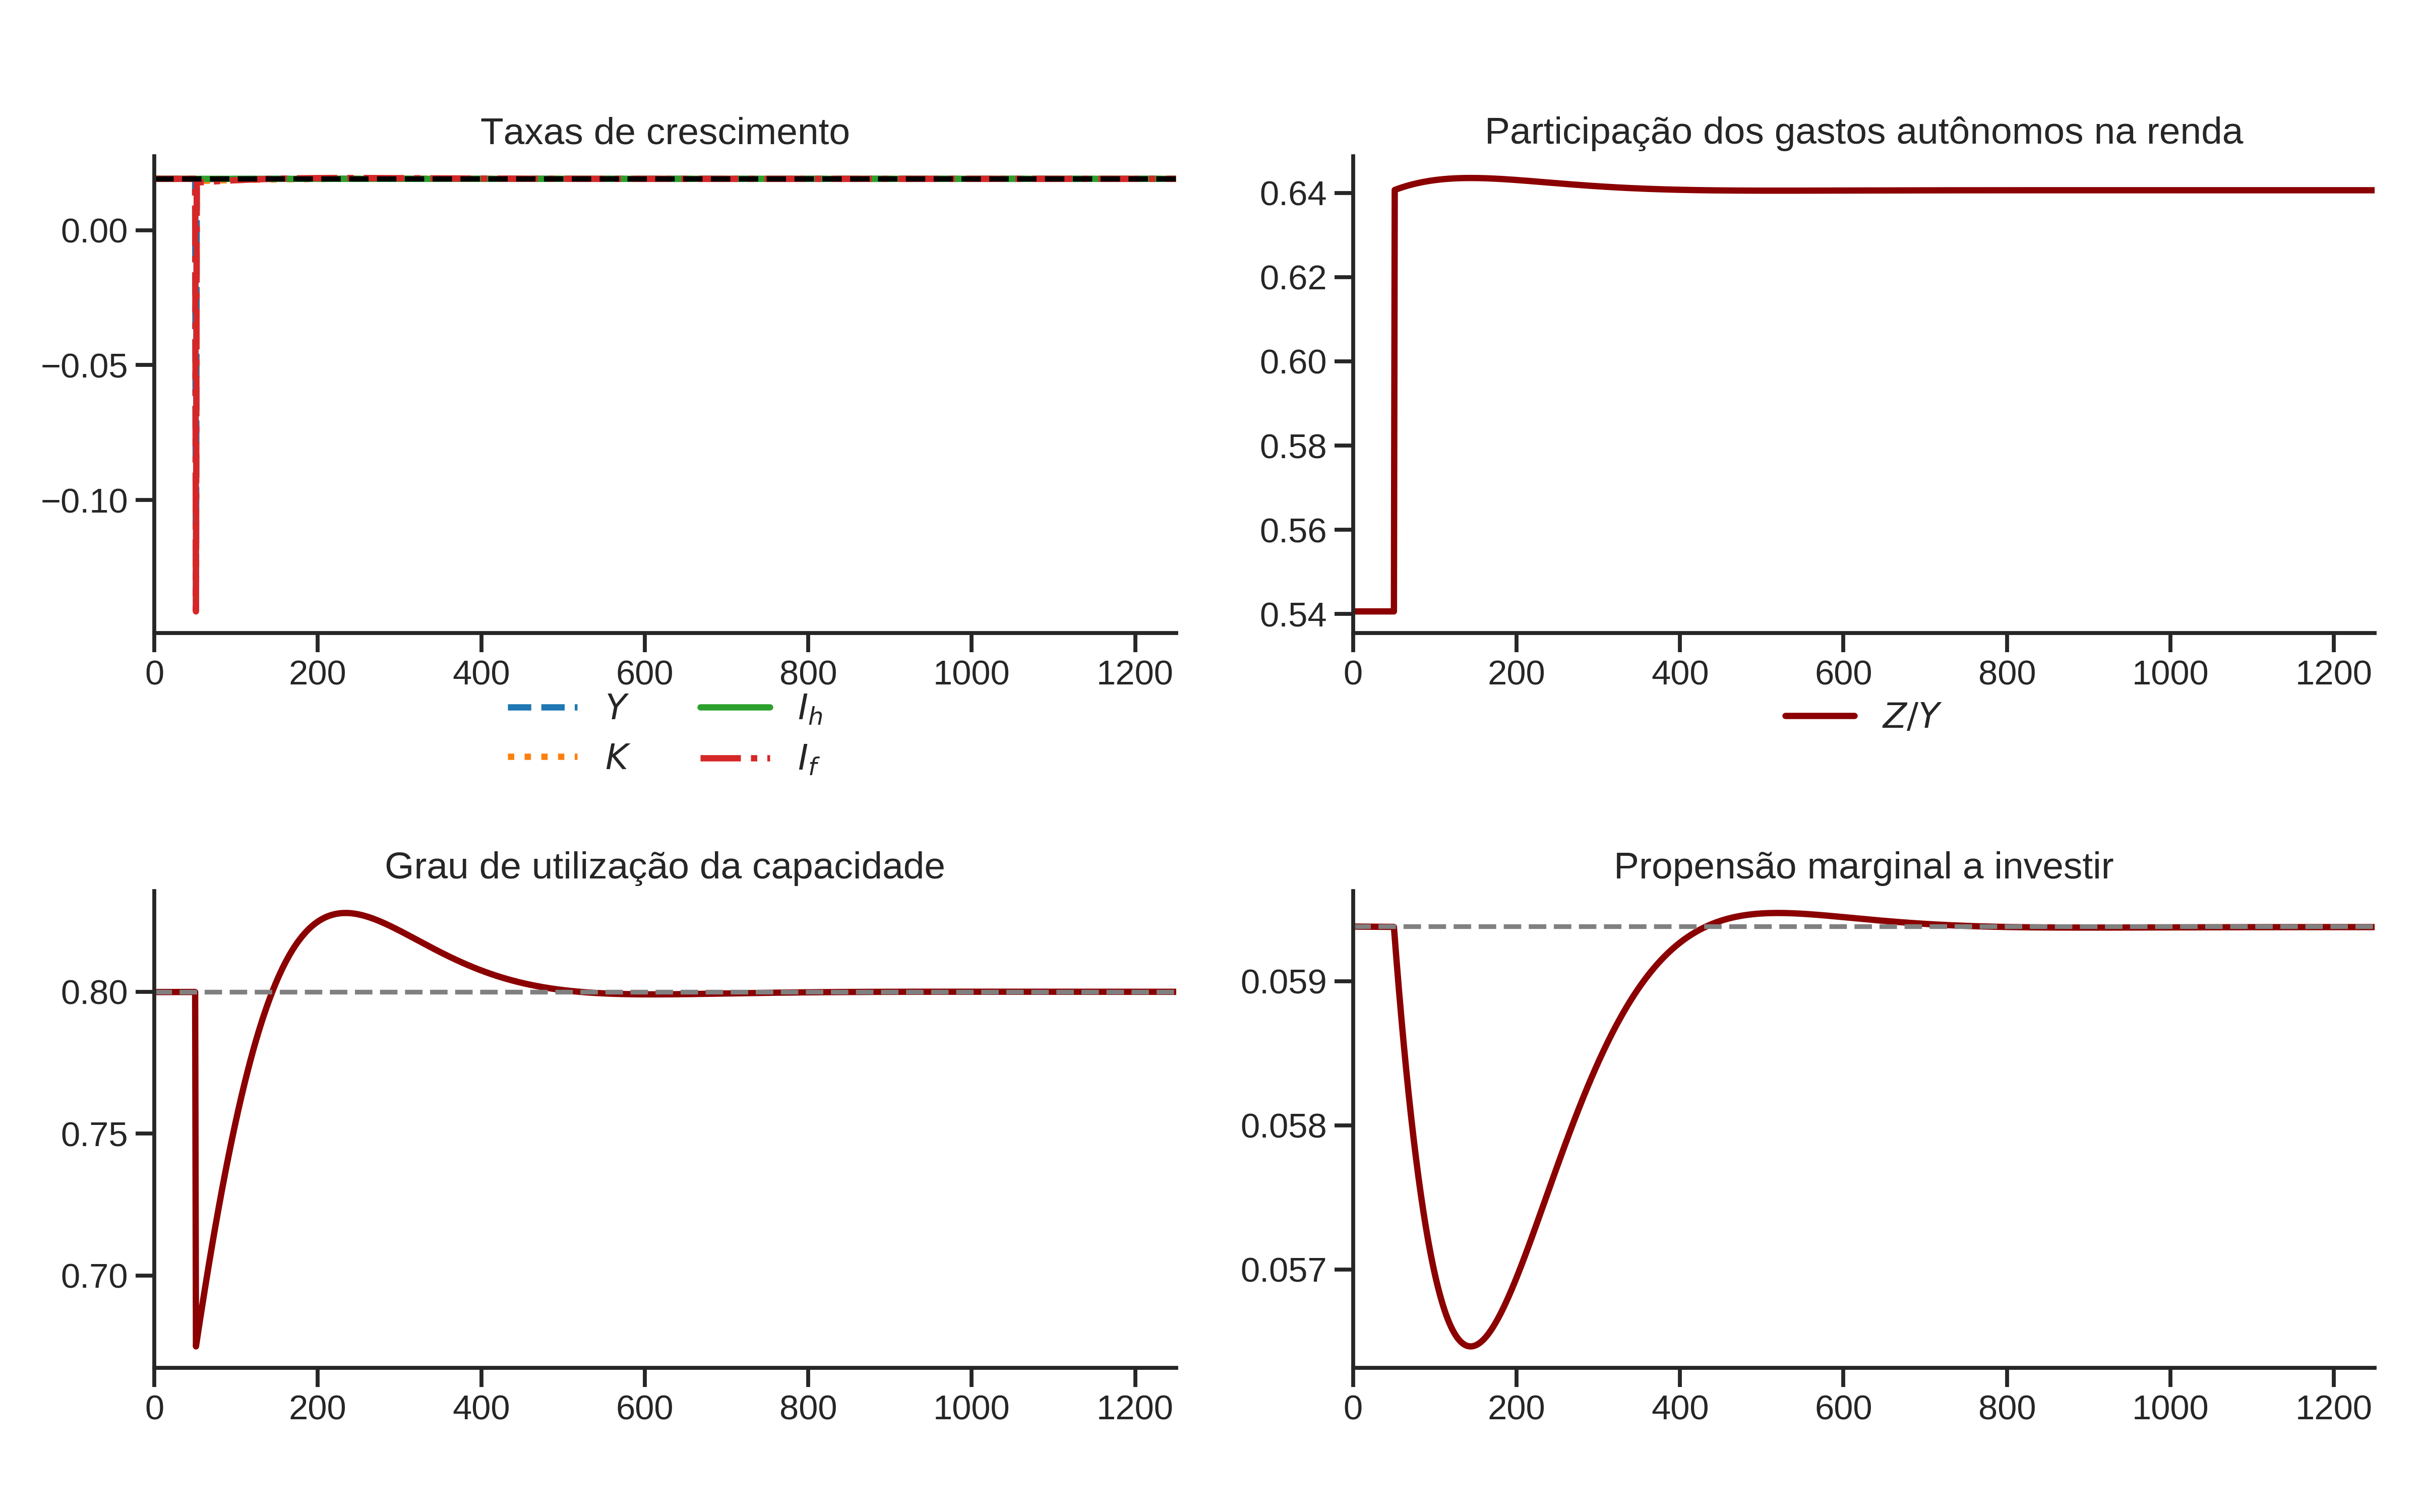 Taxas de crescimento
0.00
−0.05
−0.10
0 200 400 600 800 1000 1200
Y I_h
K I_f
Participação dos gastos autônomos na renda
0.64
0.62
0.60
0.58
0.56
0.54
0 200 400 600 800 1000 1200
Z/Y
Grau de utilização da capacidade
0.80
0.75
0.70
0 200 400 600 800 1000 1200
Propensão marginal a investir
0.059
0.058
0.057
0 200 400 600 800 1000 1200